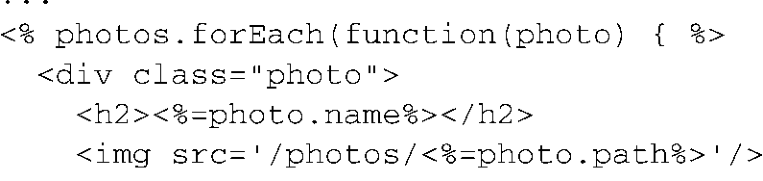 ...
<% photos.forEach(function(photo) { %>
  <div class="photo">
    <h2><%=photo.name%></h2>
    <img src='/photos/<%=photo.path%>'/>